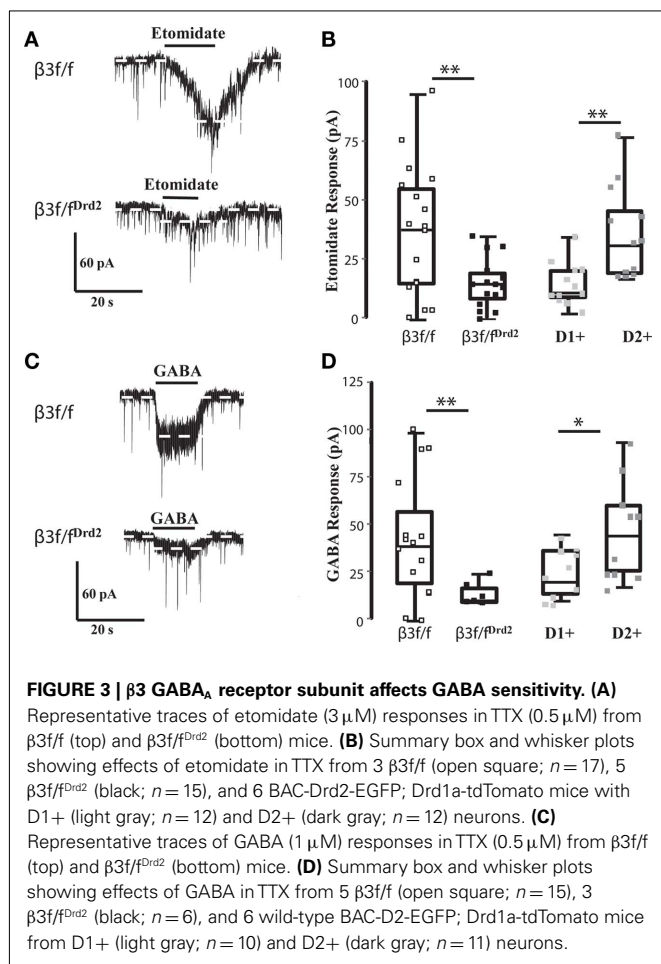 A
Etomidate
β3f/f
Etomidate
β3f/fᴰʳᵈ²
60 pA
20 s
B
**
**
100
75
50
25
0
Etomidate Response (pA)
β3f/f
β3f/fᴰʳᵈ²
D1+
D2+
C
GABA
β3f/f
GABA
β3f/fᴰʳᵈ²
60 pA
20 s
D
**
*
125
100
75
50
25
0
GABA Response (pA)
β3f/f
β3f/fᴰʳᵈ²
D1+
D2+
FIGURE 3 | β3 GABAA receptor subunit affects GABA sensitivity. (A)
Representative traces of etomidate (3 μM) responses in TTX (0.5 μM) from
β3f/f (top) and β3f/fᴰʳᵈ² (bottom) mice. (B) Summary box and whisker plots
showing effects of etomidate in TTX from 3 β3f/f (open square; n = 17), 5
β3f/fᴰʳᵈ² (black; n = 15), and 6 BAC-Drd2-EGFP; Drd1a-tdTomato mice with
D1+ (light gray; n = 12) and D2+ (dark gray; n = 12) neurons. (C)
Representative traces of GABA (1 μM) responses in TTX (0.5 μM) from β3f/f
(top) and β3f/fᴰʳᵈ² (bottom) mice. (D) Summary box and whisker plots
showing effects of GABA in TTX from 5 β3f/f (open square; n = 15), 3
β3f/fᴰʳᵈ² (black; n = 6), and 6 wild-type BAC-D2-EGFP; Drd1a-tdTomato mice
from D1+ (light gray; n = 10) and D2+ (dark gray; n = 11) neurons.